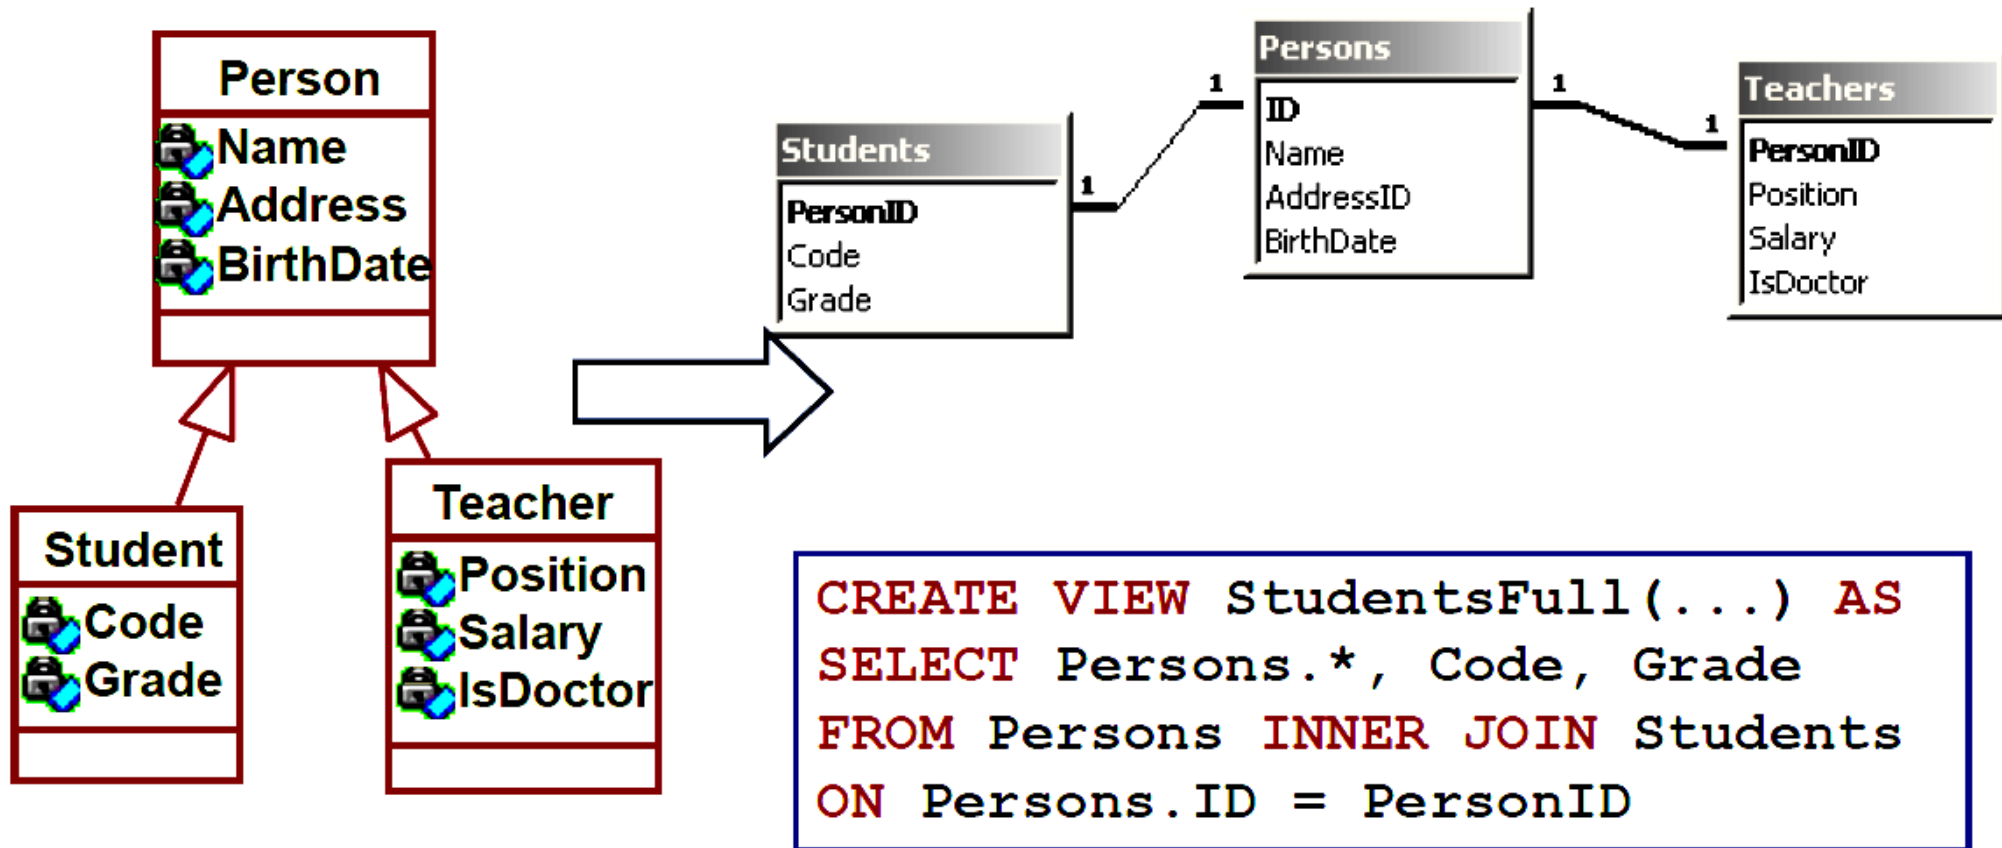 Person
Name
Address
BirthDate
Student
Code
Grade
Teacher
Position
Salary
IsDoctor
Students
PersonID
Code
Grade
1
1
Persons
ID
Name
AddressID
BirthDate
1
1
Teachers
PersonID
Position
Salary
IsDoctor
CREATE VIEW StudentsFull(...) AS
SELECT Persons.*, Code, Grade
FROM Persons INNER JOIN Students
ON Persons.ID = PersonID